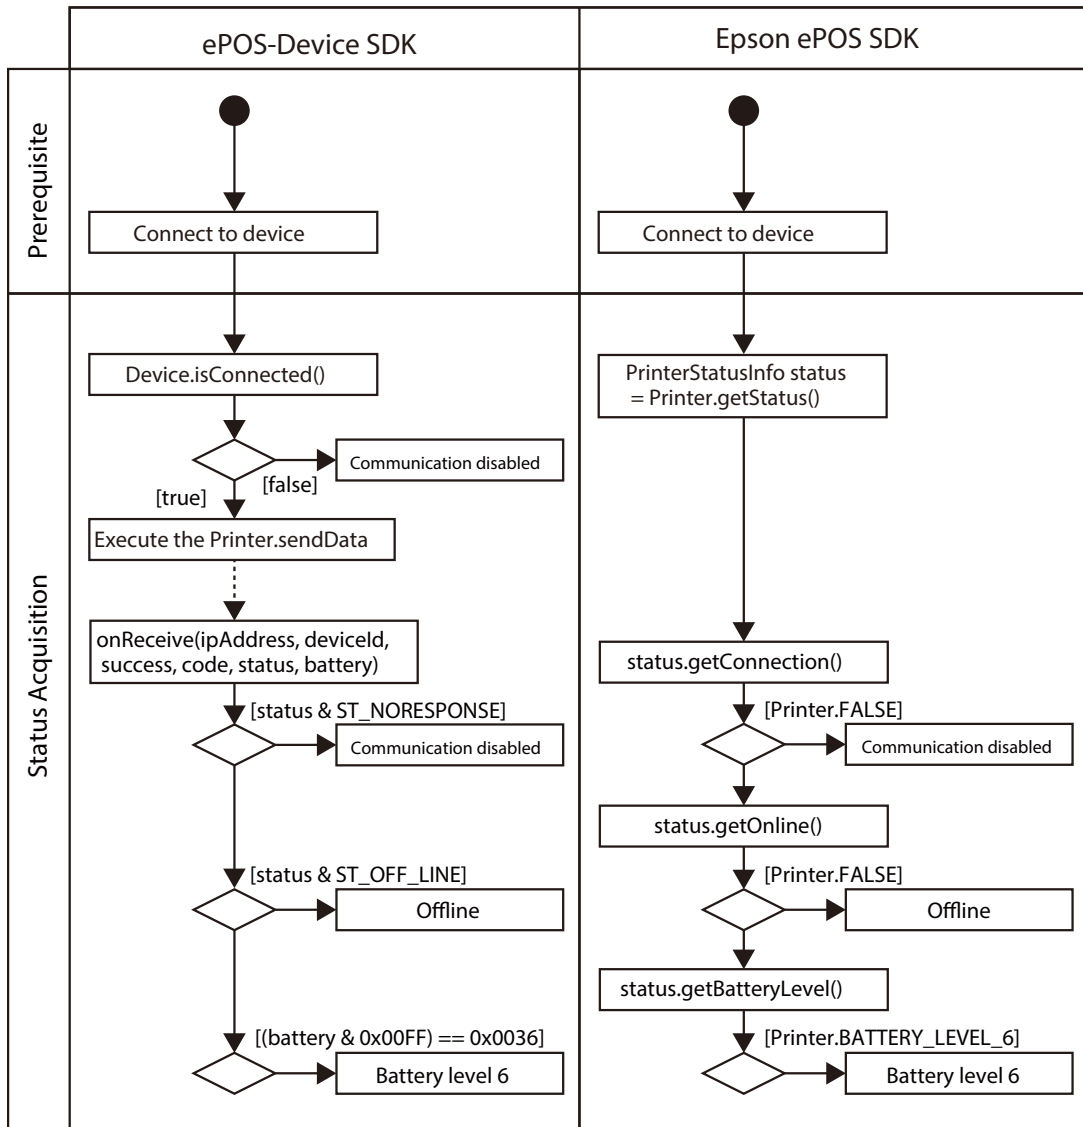 ePOS-Device SDK
Epson ePOS SDK
Prerequisite
Connect to device
Connect to device
Status Acquisition
Device.isConnected()
[true]
[false]
Communication disabled
Execute the Printer.sendData
onReceive(ipAddress, deviceId,
success, code, status, battery)
[status & ST_NORESPONSE]
Communication disabled
[status & ST_OFF_LINE]
Offline
[(battery & 0x00FF) == 0x0036]
Battery level 6
PrinterStatusInfo status
= Printer.getStatus()
status.getConnection()
[Printer.FALSE]
Communication disabled
status.getOnline()
[Printer.FALSE]
Offline
status.getBatteryLevel()
[Printer.BATTERY_LEVEL_6]
Battery level 6